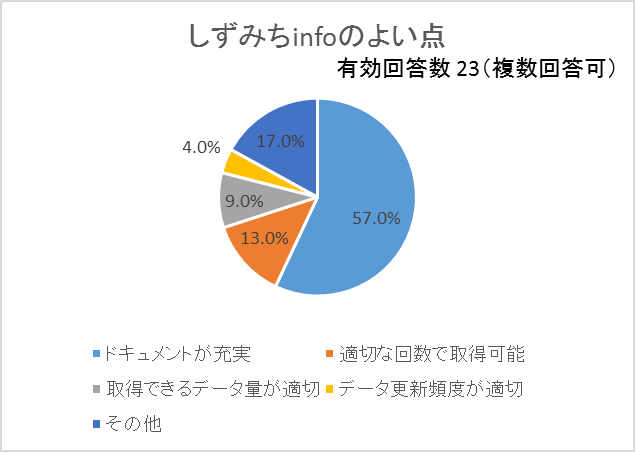 しずみちinfoのよい点
有効回答数 23（複数回答可）
17.0%
4.0%
9.0%
57.0%
13.0%
ドキュメントが充実
適切な回数で取得可能
取得できるデータ量が適切
データ更新頻度が適切
その他